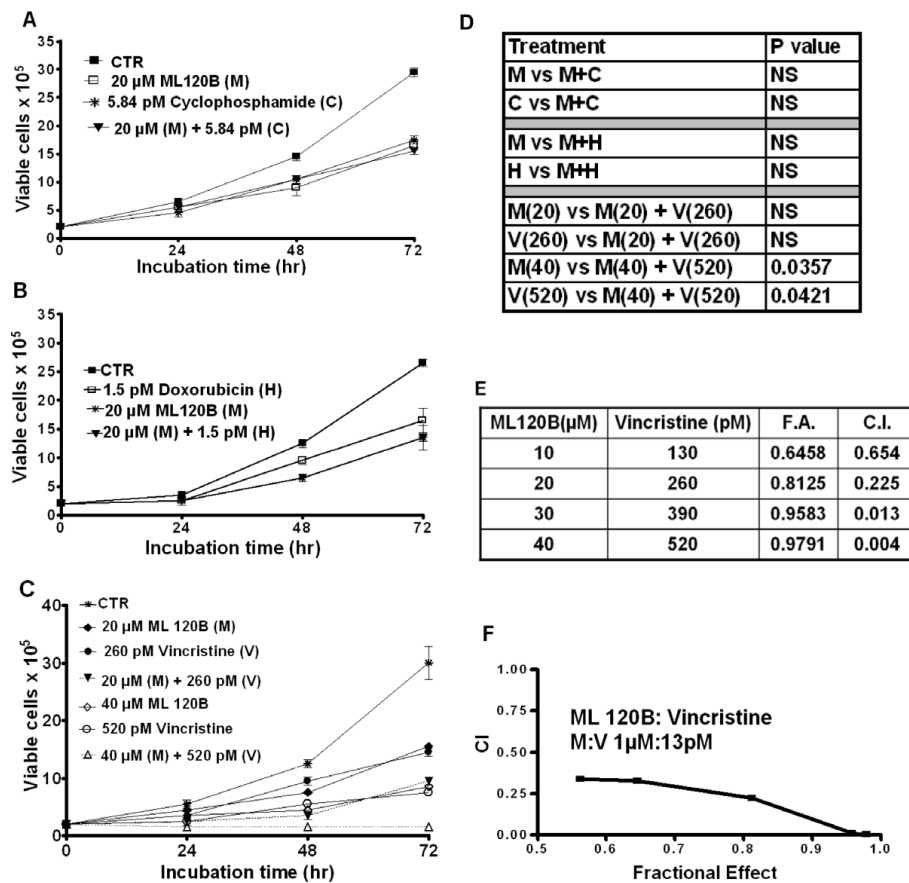 A
Viable cells x 10⁵
35
30
25
20
15
10
5
0
0 24 48 72
Incubation time (hr)
CTR
20 µM ML120B (M)
5.84 pM Cyclophosphamide (C)
20 µM (M) + 5.84 pM (C)
B
Viable cells x 10⁵
35
30
25
20
15
10
5
0
0 24 48 72
Incubation time (hr)
CTR
1.5 pM Doxorubicin (H)
20 µM ML120B (M)
20 µM (M) + 1.5 pM (H)
C
Viable cells x 10⁵
40
30
20
10
0
0 24 48 72
Incubation time (hr)
CTR
20 µM ML 120B (M)
260 pM Vincristine (V)
20 µM (M) + 260 pM (V)
40 µM ML 120B
520 pM Vincristine
40 µM (M) + 520 pM (V)
D
Treatment P value
M vs M+C NS
C vs M+C NS
M vs M+H NS
H vs M+H NS
M(20) vs M(20) + V(260) NS
V(260) vs M(20) + V(260) NS
M(40) vs M(40) + V(520) 0.0357
V(520) vs M(40) + V(520) 0.0421
E
ML120B(µM) Vincristine (pM) F.A. C.I.
10 130 0.6458 0.654
20 260 0.8125 0.225
30 390 0.9583 0.013
40 520 0.9791 0.004
F
CI
1.00
0.75
0.50
0.25
0.00
0.5 0.6 0.7 0.8 0.9 1.0
Fractional Effect
ML 120B: Vincristine
M:V 1µM:13pM